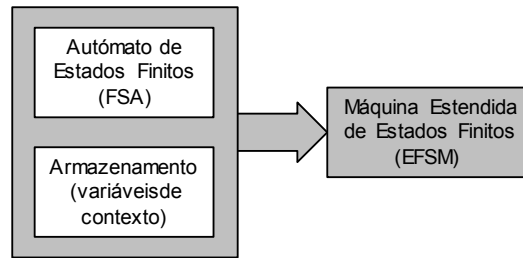 Autómato de
Estados Finitos
(FSA)
Armazenamento
(variáveisde
contexto)
Máquina Estendida
de Estados Finitos
(EFSM)